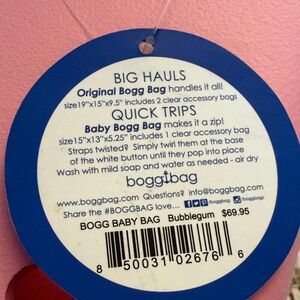 BIG HAULS
Original Bogg Bag handles it all!
size19"x15"x9.5" includes 2 clear accessory bags
QUICK TRIPS
Baby Bogg Bag makes it a zip!
size15"x13"x5.25" includes 1 clear accessory bag
Straps twisted? Simply twirl them at the base
of the white button until they pop into place
Wash with mild soap and water as needed - air dry
bogg bag
www.boggbag.com Questions? info@boggbag.com
Share the #BOGGBAG love... /boggbag /boggbags
BOGG BABY BAG Bubblegum $69.95
8 50031 02676 6